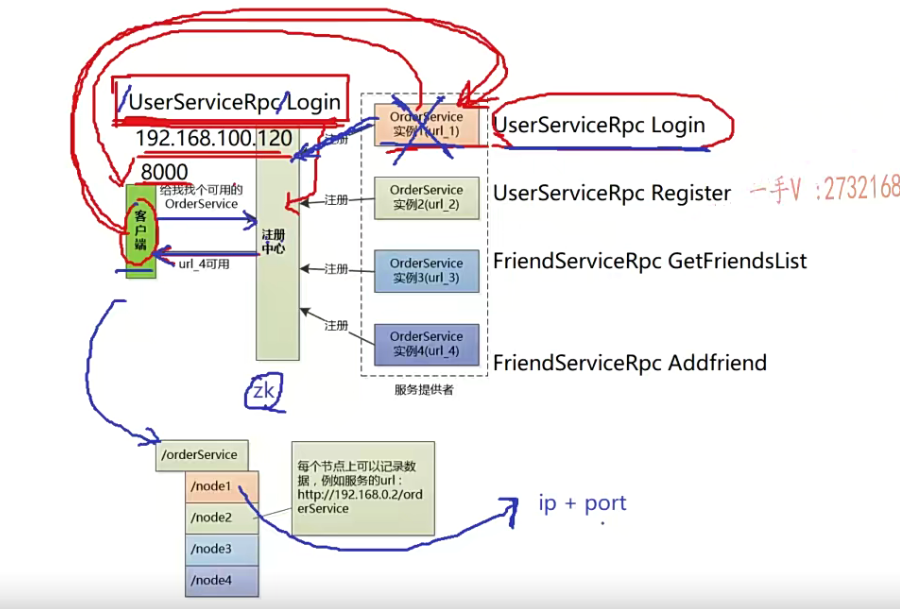 /UserServiceRpc/Login
192.168.100.120
8000
给我找个可用的
OrderService
客户端
url_4可用
注册中心
OrderService
实例1(url_1)
注册
UserServiceRpc Login
OrderService
实例2(url_2)
注册
UserServiceRpc Register
一手V :2732168
OrderService
实例3(url_3)
注册
FriendServiceRpc GetFriendsList
OrderService
实例4(url_4)
注册
FriendServiceRpc Addfriend
服务提供者
zk
/orderService
/node1
/node2
/node3
/node4
每个节点上可以记录数
据，例如服务的url：
http://192.168.0.2/ord
erService
ip + port